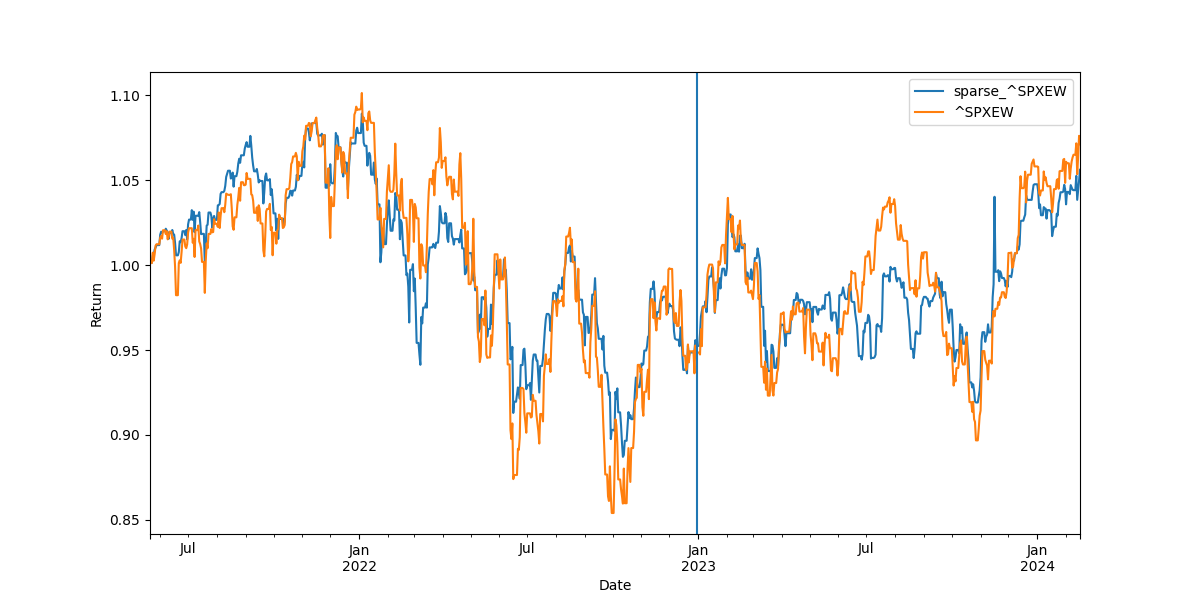 sparse_^SPXEW
^SPXEW
1.10
1.05
1.00
0.95
0.90
0.85
Return
Jul
Jan
2022
Jul
Jan
2023
Jul
Jan
2024
Date